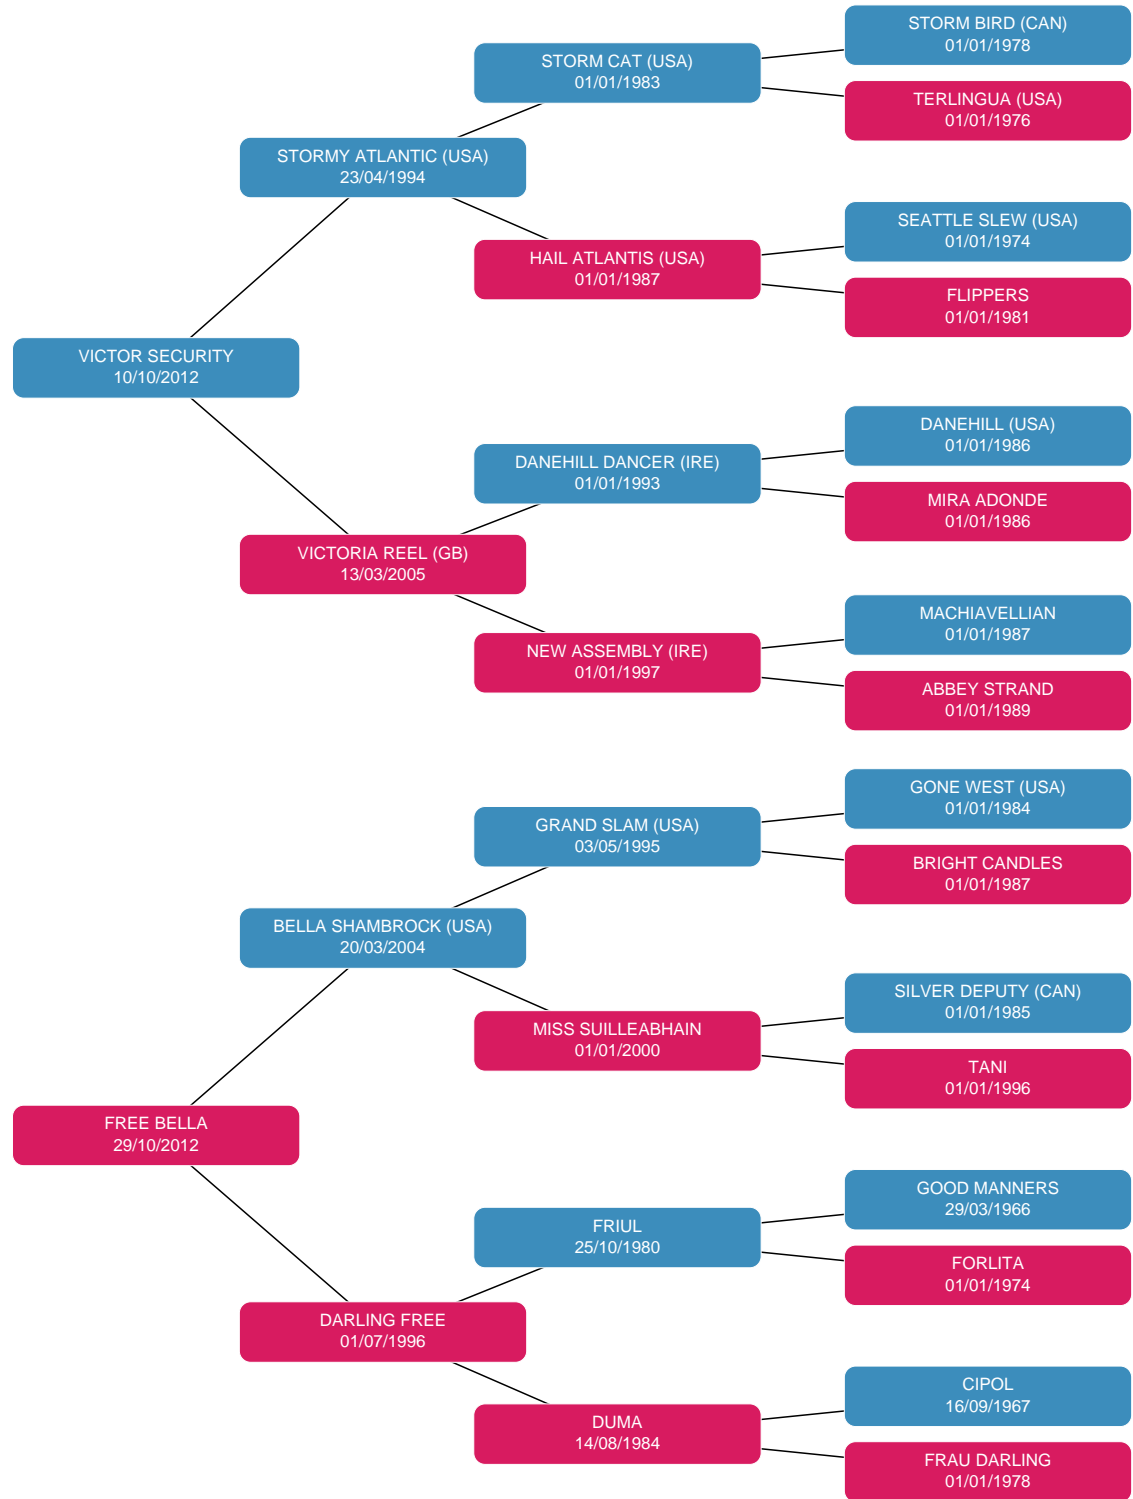 STORM BIRD (CAN)
01/01/1978
STORM CAT (USA)
01/01/1983
TERLINGUA (USA)
01/01/1976
STORMY ATLANTIC (USA)
23/04/1994
SEATTLE SLEW (USA)
01/01/1974
HAIL ATLANTIS (USA)
01/01/1987
FLIPPERS
01/01/1981
VICTOR SECURITY
10/10/2012
DANEHILL (USA)
01/01/1986
DANEHILL DANCER (IRE)
01/01/1993
MIRA ADONDE
01/01/1986
VICTORIA REEL (GB)
13/03/2005
MACHIAVELLIAN
01/01/1987
NEW ASSEMBLY (IRE)
01/01/1997
ABBEY STRAND
01/01/1989
GONE WEST (USA)
01/01/1984
GRAND SLAM (USA)
03/05/1995
BRIGHT CANDLES
01/01/1987
BELLA SHAMBROCK (USA)
20/03/2004
SILVER DEPUTY (CAN)
01/01/1985
MISS SUILLEABHAIN
01/01/2000
TANI
01/01/1996
FREE BELLA
29/10/2012
GOOD MANNERS
29/03/1966
FRIUL
25/10/1980
FORLITA
01/01/1974
DARLING FREE
01/07/1996
CIPOL
16/09/1967
DUMA
14/08/1984
FRAU DARLING
01/01/1978